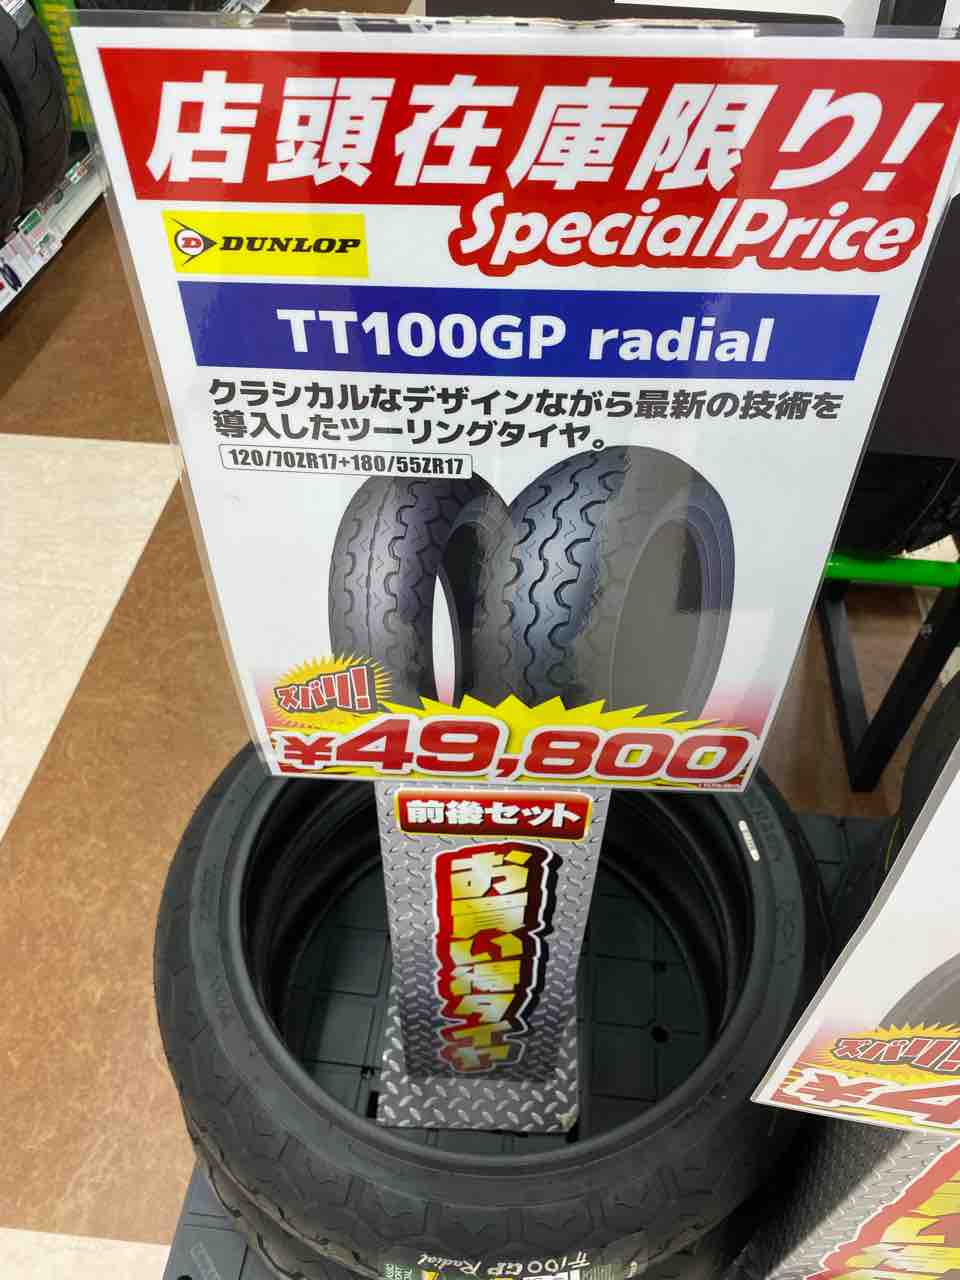 店頭在庫限り!
SpecialPrice
DUNLOP
TT100GP radial
クラシカルなデザインながら最新の技術を
導入したツーリングタイヤ。
120/70ZR17+180/55ZR17
ズバリ!
¥49,800
前後セット
お買い得タイヤ
TT100GP Radial
ズバリ!